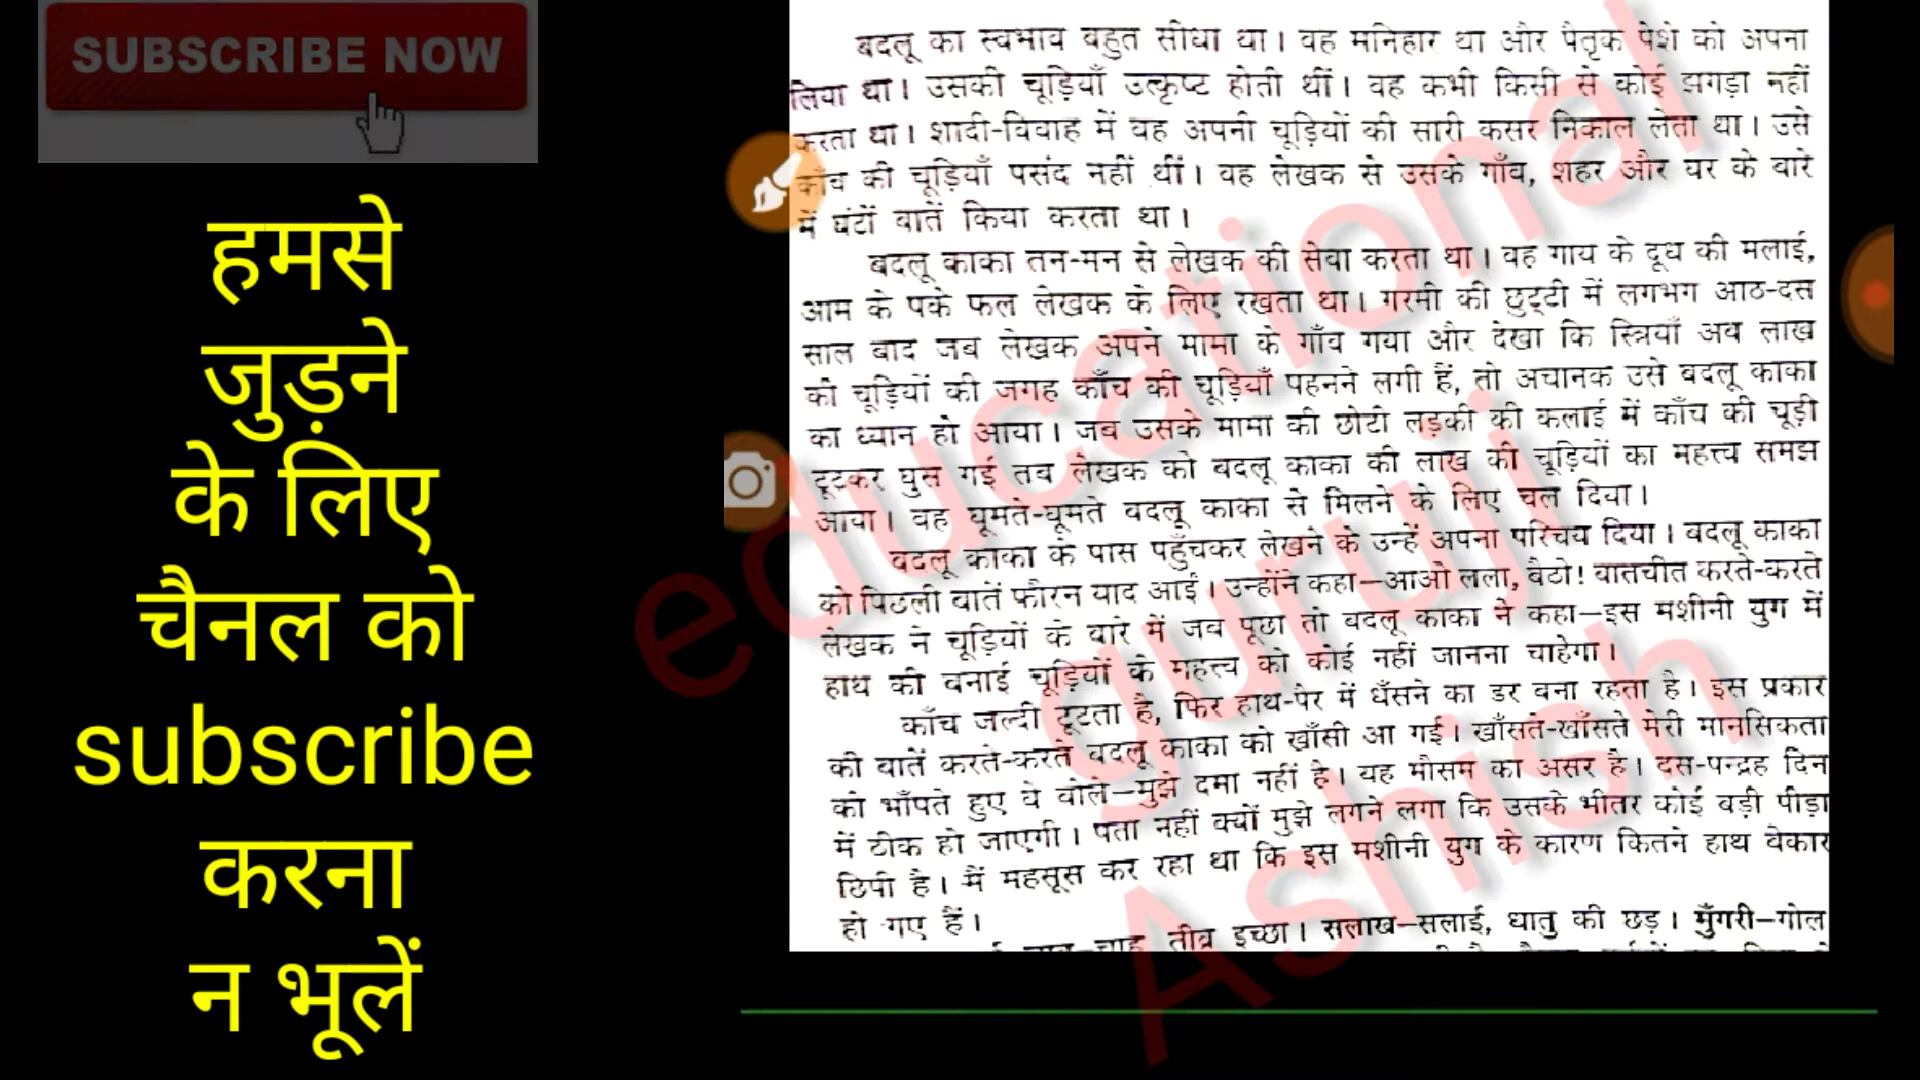 SUBSCRIBE NOW
हमसे
जुड़ने
के लिए
चैनल को
subscribe
करना
न भूलें
बदलू का स्वभाव बहुत सीधा था। वह मनिहार था और पैतृक पेशे को अपना
लिया था। उसकी चूड़ियाँ उत्कृष्ट होती थीं। वह कभी किसी से कोई झगड़ा नहीं
करता था। शादी-विवाह में वह अपनी चूड़ियों की सारी कसर निकाल लेता था। उसे
काँच की चूड़ियाँ पसंद नहीं थीं। वह लेखक से उसके गाँव, शहर और घर के बारे
में घंटों बातें किया करता था।
बदलू काका तन-मन से लेखक की सेवा करता था। वह गाय के दूध की मलाई,
आम के पके फल लेखक के लिए रखता था। गरमी की छुट्टी में लगभग आठ-दस
साल बाद जब लेखक अपने मामा के गाँव गया और देखा कि स्त्रियाँ अब लाख
की चूड़ियों की जगह काँच की चूड़ियाँ पहनने लगी हैं, तो अचानक उसे बदलू काका
का ध्यान हो आया। जब उसके मामा की छोटी लड़की की कलाई में काँच की चूड़ी
टूटकर घुस गई तब लेखक को बदलू काका की लाख की चूड़ियों का महत्त्व समझ
आया। वह घूमते-घूमते बदलू काका से मिलने के लिए चल दिया।
बदलू काका के पास पहुँचकर लेखने के उन्हें अपना परिचय दिया। बदलू काका
को पिछली बातें फौरन याद आईं। उन्होंने कहा–आओ लला, बैठो! बातचीत करते-करते
लेखक ने चूड़ियों के बारे में जब पूछा तो बदलू काका ने कहा–इस मशीनी युग में
हाथ की बनाई चूड़ियों के महत्त्व को कोई नहीं जानना चाहेगा।
काँच जल्दी टूटता है, फिर हाथ-पैर में धँसने का डर बना रहता है। इस प्रकार
की बातें करते-करते बदलू काका को खाँसी आ गई। खाँसते-खाँसते मेरी मानसिकता
को भाँपते हुए वे बोले–मुझे दमा नहीं है। यह मौसम का असर है। दस-पन्द्रह दिन
में ठीक हो जाएगी। पता नहीं क्यों मुझे लगने लगा कि उसके भीतर कोई बड़ी पीड़ा
छिपी है। मैं महसूस कर रहा था कि इस मशीनी युग के कारण कितने हाथ बेकार
हो गए हैं।
चाह तीव्र इच्छा। सलाख–सलाई, धातु की छड़। मुँगरी–गोल
educational
guruji
Ashish